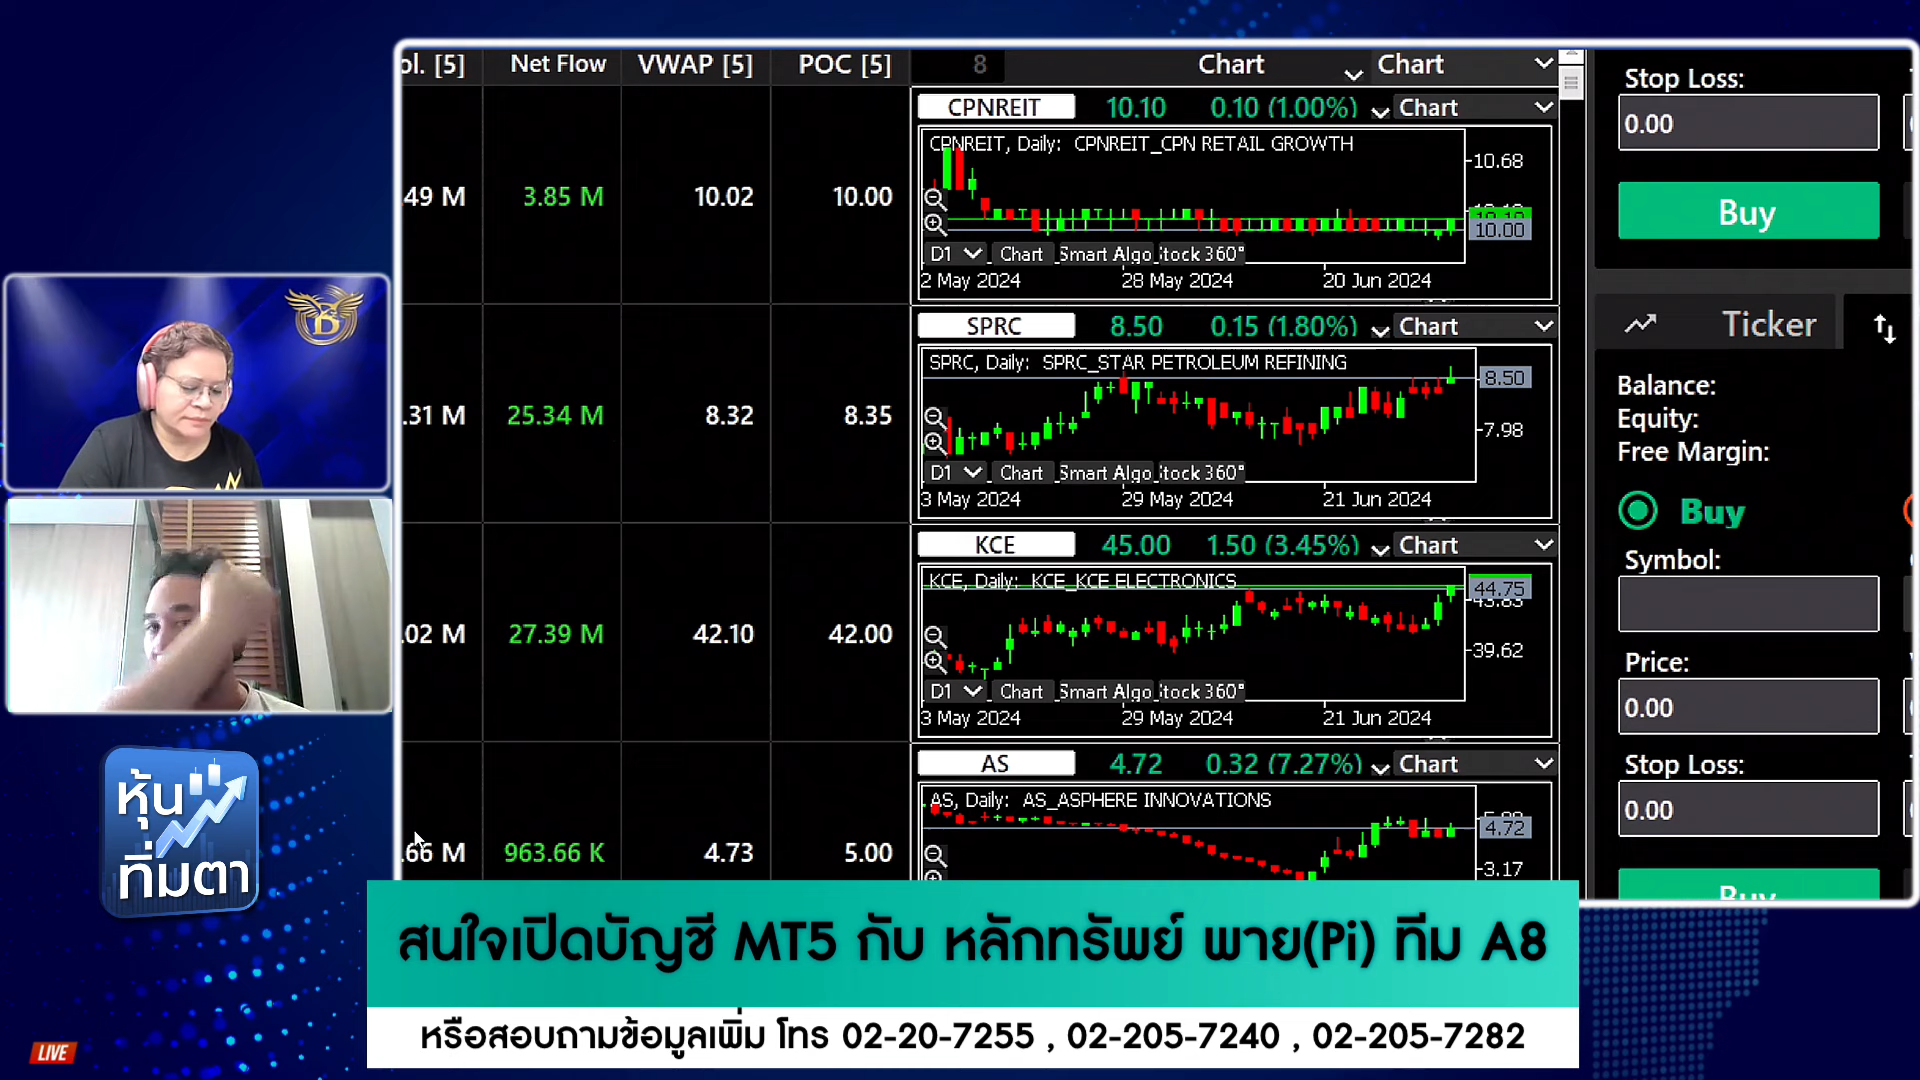 ol. [5] Net Flow VWAP [5] POC [5] 8 Chart Chart
CPNREIT 10.10 0.10 (1.00%) Chart
CPNREIT, Daily: CPNREIT_CPN RETAIL GROWTH
10.68
49 M 3.85 M 10.02 10.00
10.00
D1 Chart Smart Algo Stock 360°
2 May 2024 28 May 2024 20 Jun 2024
SPRC 8.50 0.15 (1.80%) Chart
SPRC, Daily: SPRC_STAR PETROLEUM REFINING
8.50
.31 M 25.34 M 8.32 8.35
7.98
D1 Chart Smart Algo Stock 360°
3 May 2024 29 May 2024 21 Jun 2024
KCE 45.00 1.50 (3.45%) Chart
KCE, Daily: KCE_KCE ELECTRONICS
44.75
.02 M 27.39 M 42.10 42.00
39.62
D1 Chart Smart Algo Stock 360°
3 May 2024 29 May 2024 21 Jun 2024
AS 4.72 0.32 (7.27%) Chart
AS, Daily: AS_ASPHERE INNOVATIONS
4.72
.66 M 963.66 K 4.73 5.00
3.17
Stop Loss:
0.00
Buy
Ticker
Balance:
Equity:
Free Margin:
Buy
Symbol:
Price:
0.00
Stop Loss:
0.00
Buy
หุ้น
ทิ่มตา
สนใจเปิดบัญชี MT5 กับ หลักทรัพย์ พาย(Pi) ทีม A8
หรือสอบถามข้อมูลเพิ่ม โทร 02-20-7255 , 02-205-7240 , 02-205-7282
LIVE